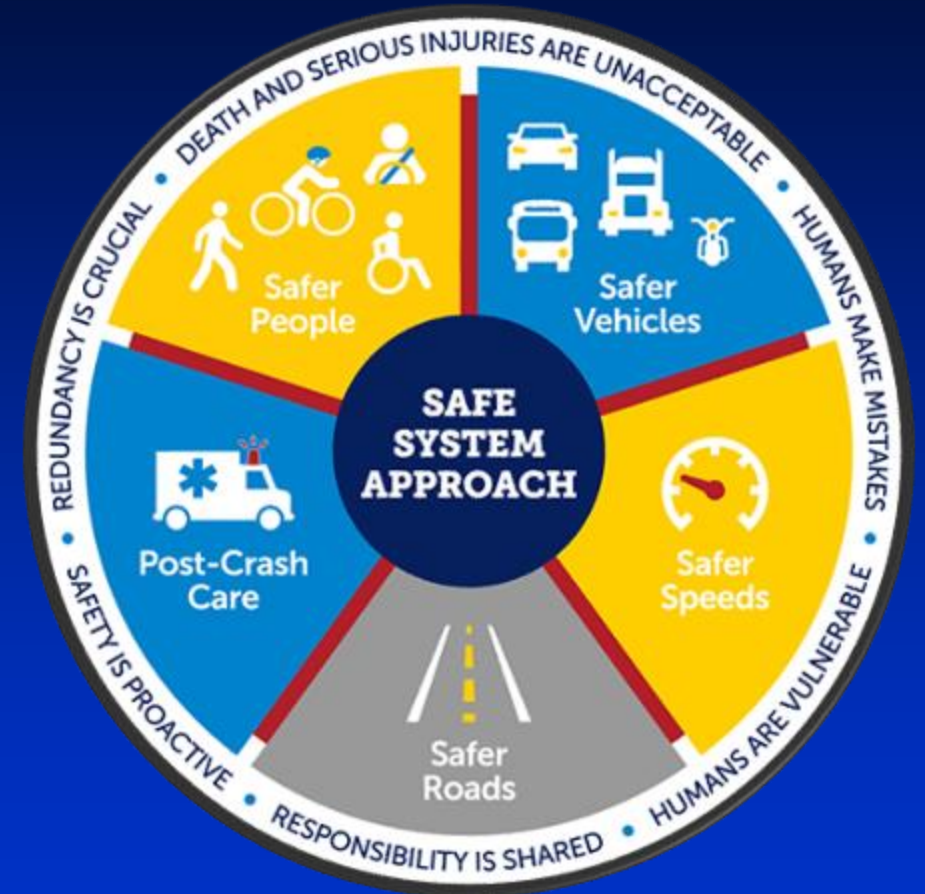 DEATH AND SERIOUS INJURIES ARE UNACCEPTABLE
•
HUMANS MAKE MISTAKES
•
HUMANS ARE VULNERABLE
•
RESPONSIBILITY IS SHARED
•
SAFETY IS PROACTIVE
•
REDUNDANCY IS CRUCIAL
•
Safer
People
Safer
Vehicles
SAFE
SYSTEM
APPROACH
Post-Crash
Care
Safer
Speeds
Safer
Roads